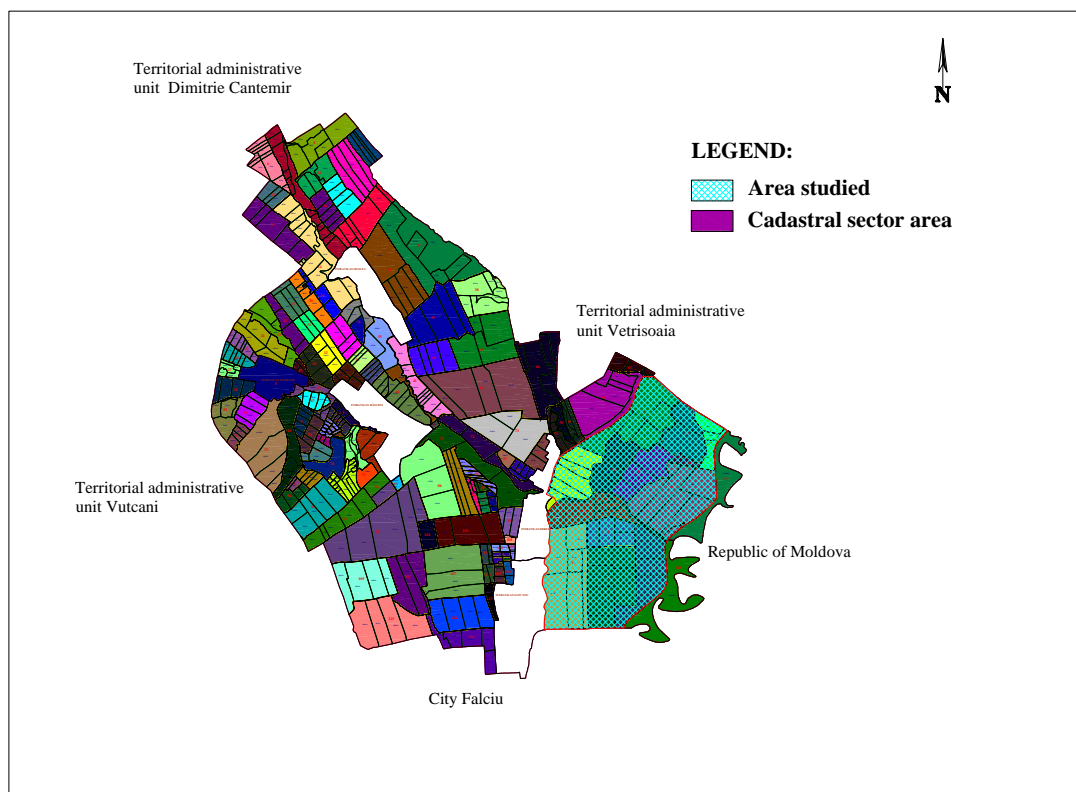 Territorial administrative
unit Dimitrie Cantemir
N
LEGEND:
Area studied
Cadastral sector area
Territorial administrative
unit Vetrisoaia
Territorial administrative
unit Vutcani
Republic of Moldova
City Falciu